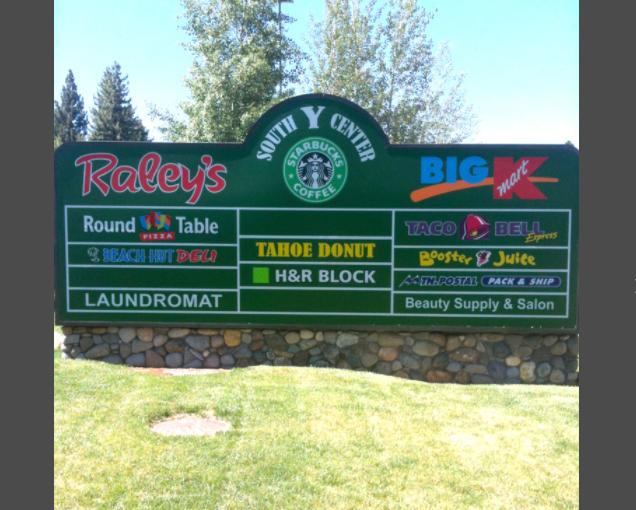 SOUTH Y CENTER
STARBUCKS
COFFEE
Raley's
BIG K
mart
Round Table
PIZZA
BEACH HUT DELI
LAUNDROMAT
TAHOE DONUT
H&R BLOCK
TACO BELL
Express
Booster Juice
MTN. POSTAL PACK & SHIP
Beauty Supply & Salon